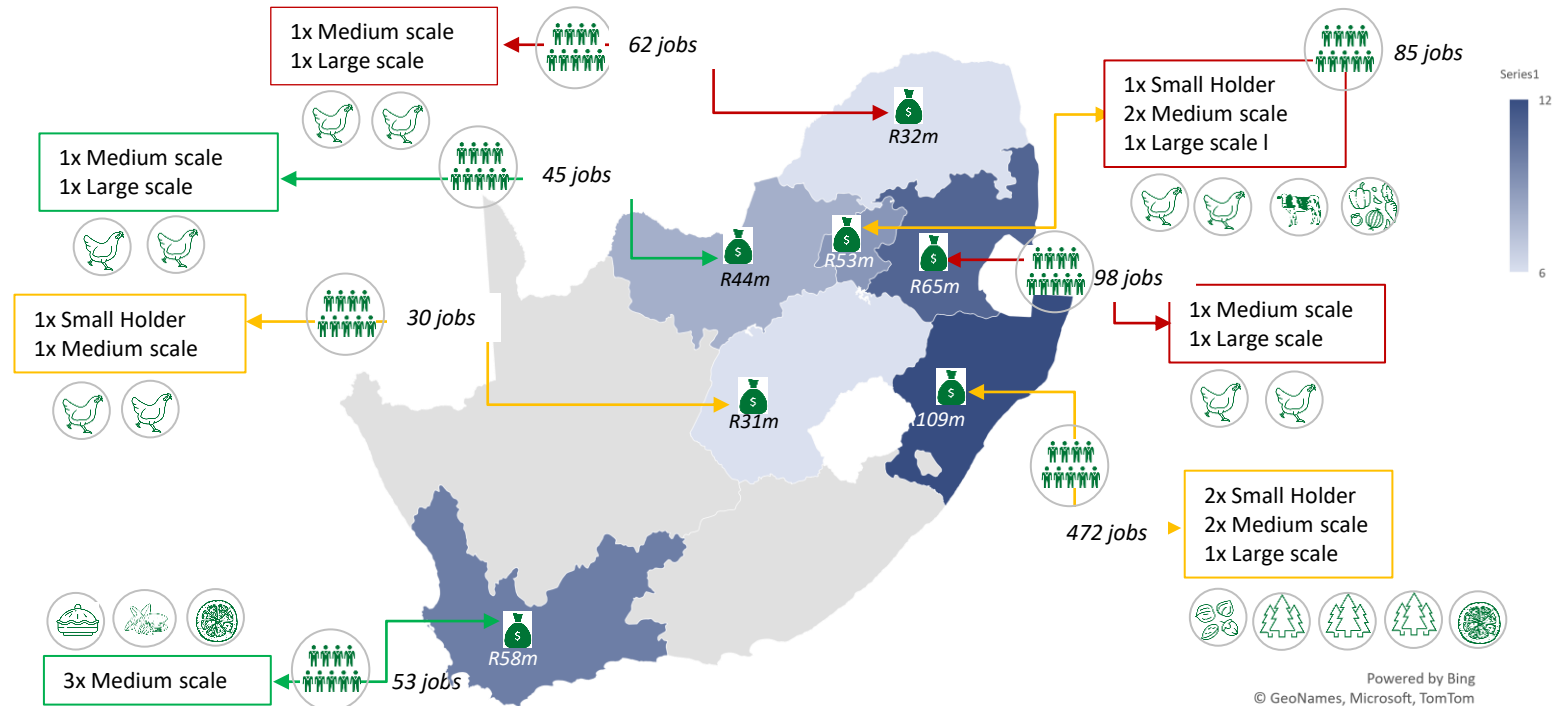 1x Medium scale
1x Large scale
62 jobs
85 jobs
Series1
12
6
1x Small Holder
2x Medium scale
1x Large scale l
R32m
1x Medium scale
1x Large scale
45 jobs
R44m
R53m
R65m
98 jobs
1x Medium scale
1x Large scale
1x Small Holder
1x Medium scale
30 jobs
R31m
R109m
472 jobs
2x Small Holder
2x Medium scale
1x Large scale
3x Medium scale
53 jobs
R58m
Powered by Bing
© GeoNames, Microsoft, TomTom